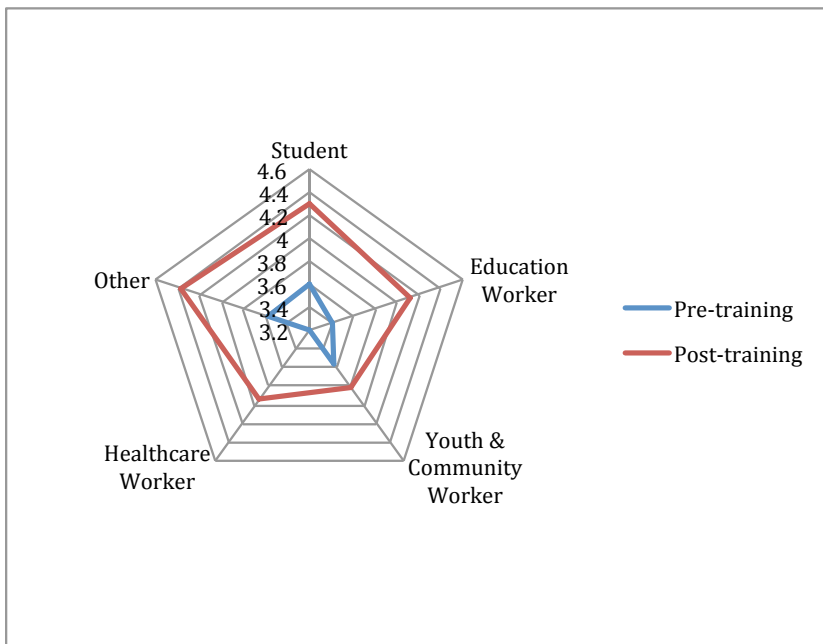 Student
4.6
4.4
4.2
4
3.8
3.6
3.4
3.2
Other
Education
Worker
Healthcare
Worker
Youth &
Community
Worker
Pre-training
Post-training